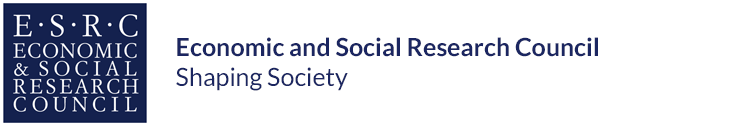 E·S·R·C
ECONOMIC
& SOCIAL
RESEARCH
COUNCIL
Economic and Social Research Council
Shaping Society